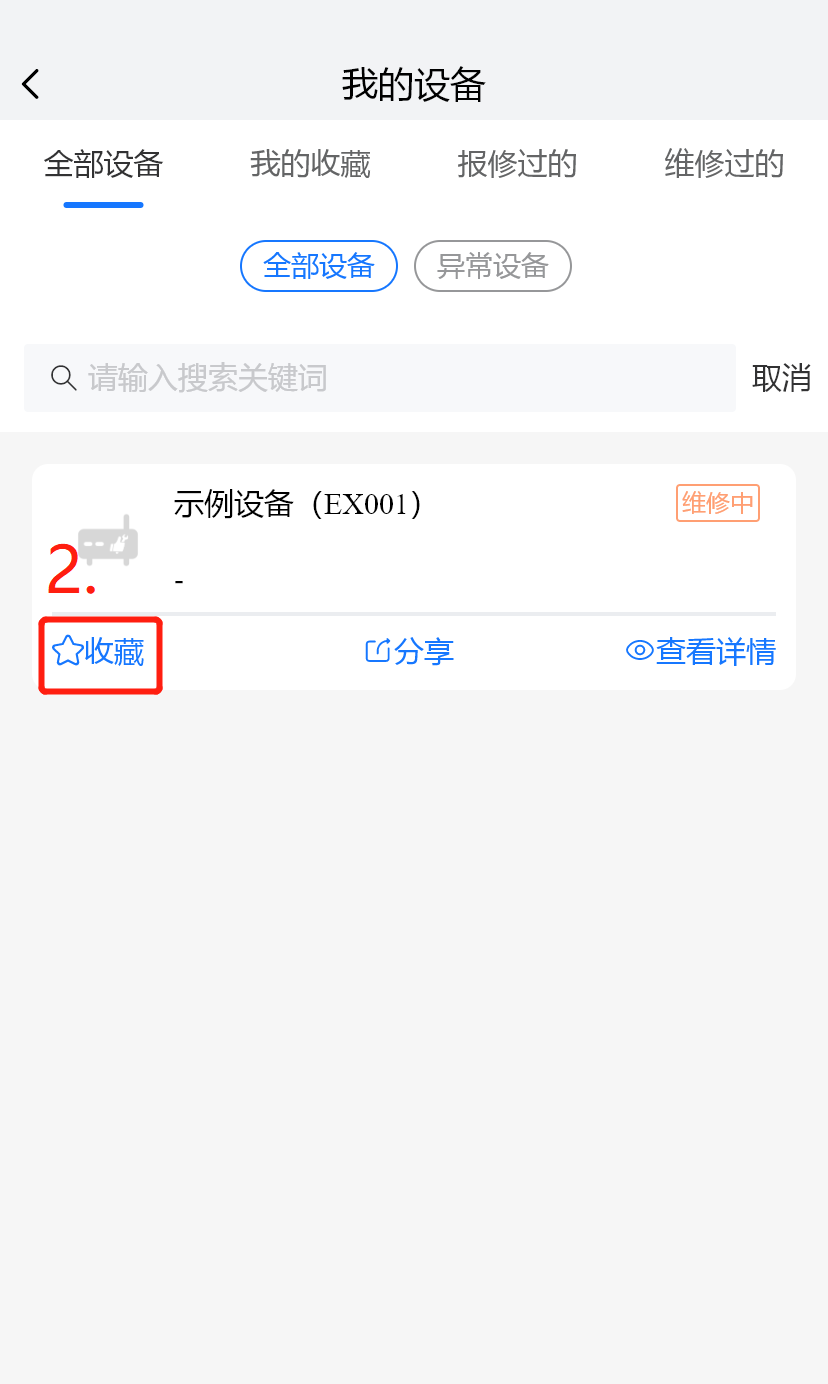 我的设备
全部设备 我的收藏 报修过的 维修过的
全部设备 异常设备
请输入搜索关键词 取消
示例设备（EX001） 维修中
2.
-
收藏 分享 查看详情